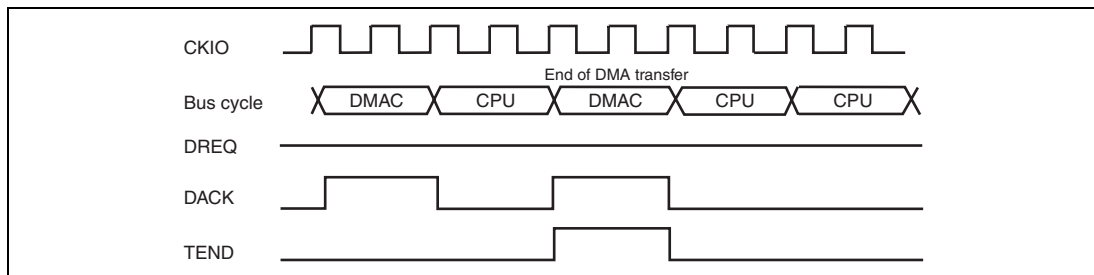 CKIO
End of DMA transfer
Bus cycle DMAC CPU DMAC CPU CPU
DREQ
DACK
TEND